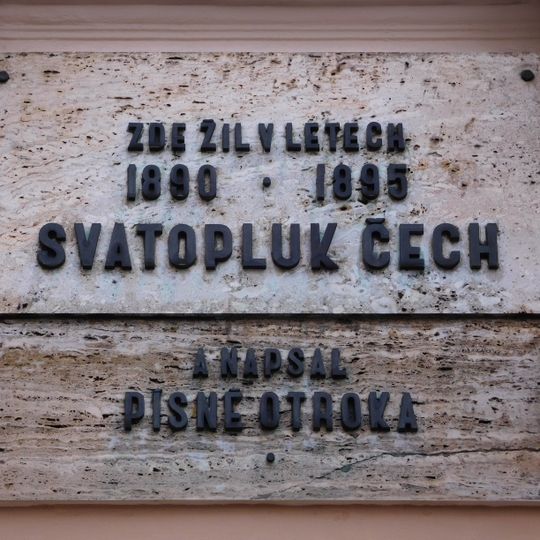 ZDE ŽIL V LETECH
1890 · 1895
SVATOPLUK ČECH
A NAPSAL
PÍSNĚ OTROKA